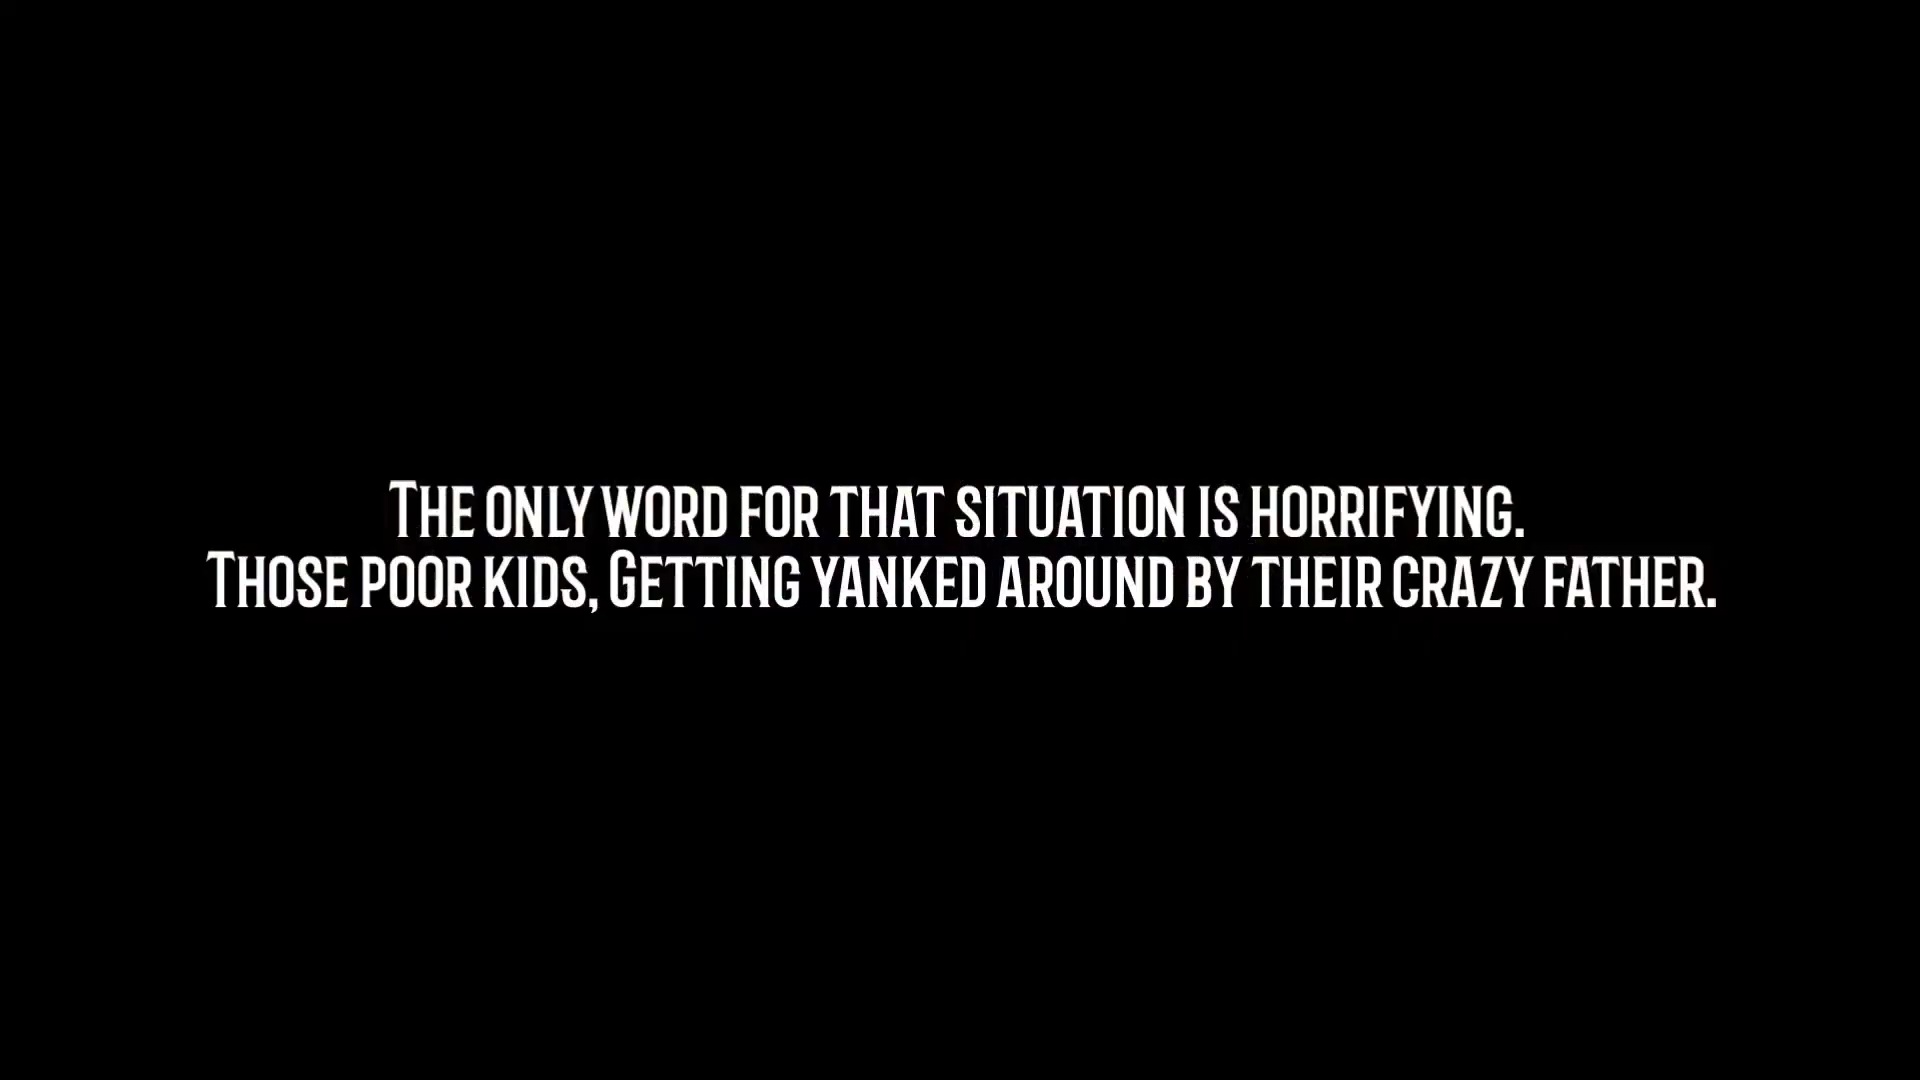 The only word for that situation is horrifying.
Those poor kids, Getting yanked around by their crazy father.